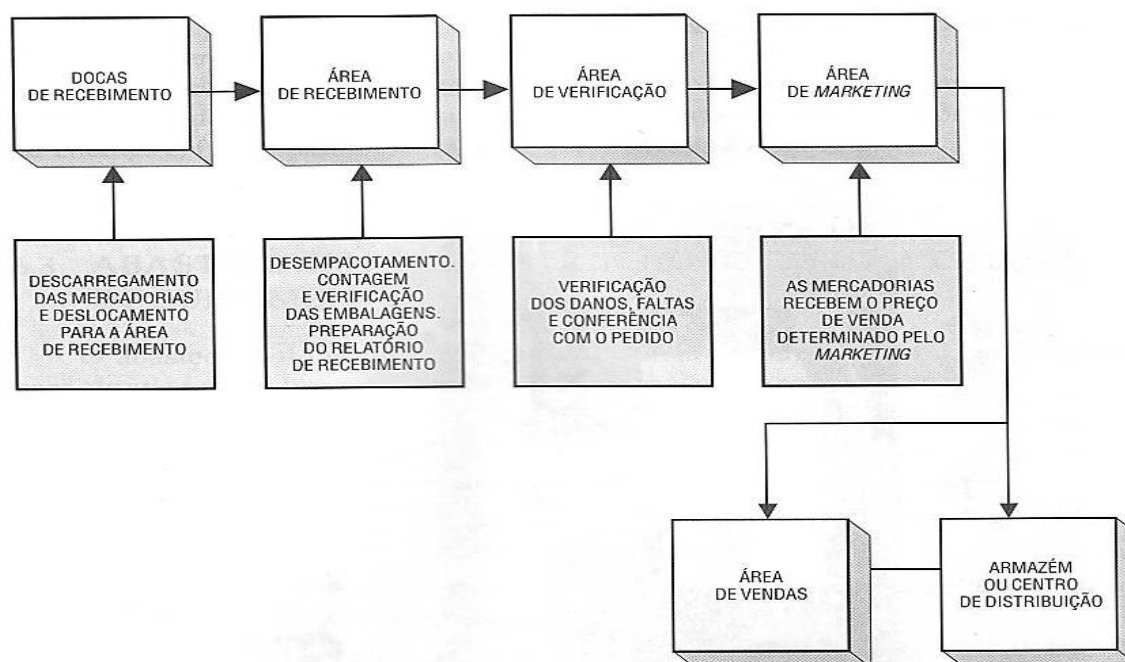 DOCAS
DE RECEBIMENTO
ÁREA
DE RECEBIMENTO
ÁREA
DE VERIFICAÇÃO
ÁREA
DE MARKETING
DESCARREGAMENTO
DAS MERCADORIAS
E DESLOCAMENTO
PARA A ÁREA
DE RECEBIMENTO
DESEMPACOTAMENTO.
CONTAGEM
E VERIFICAÇÃO
DAS EMBALAGENS.
PREPARAÇÃO
DO RELATÓRIO
DE RECEBIMENTO
VERIFICAÇÃO
DOS DANOS, FALTAS
E CONFERÊNCIA
COM O PEDIDO
AS MERCADORIAS
RECEBEM O PREÇO
DE VENDA
DETERMINADO PELO
MARKETING
ÁREA
DE VENDAS
ARMAZÉM
OU CENTRO
DE DISTRIBUIÇÃO